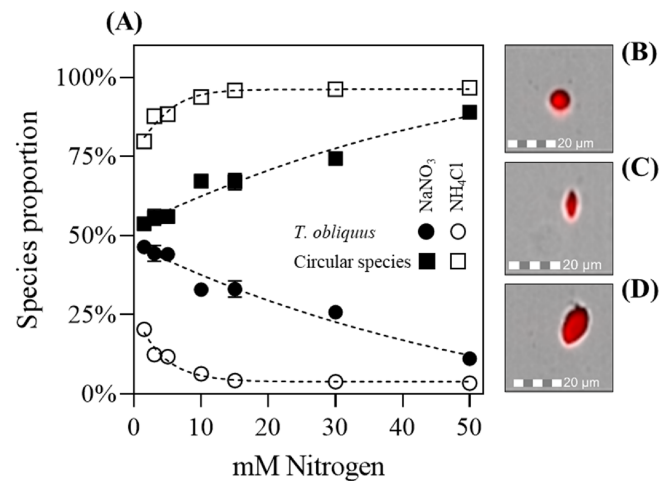 (A)
Species proportion
100%
75%
50%
25%
0%
0 10 20 30 40 50
mM Nitrogen
NaNO₃
NH₄Cl
T. obliquus
Circular species
(B)
20 µm
(C)
20 µm
(D)
20 µm